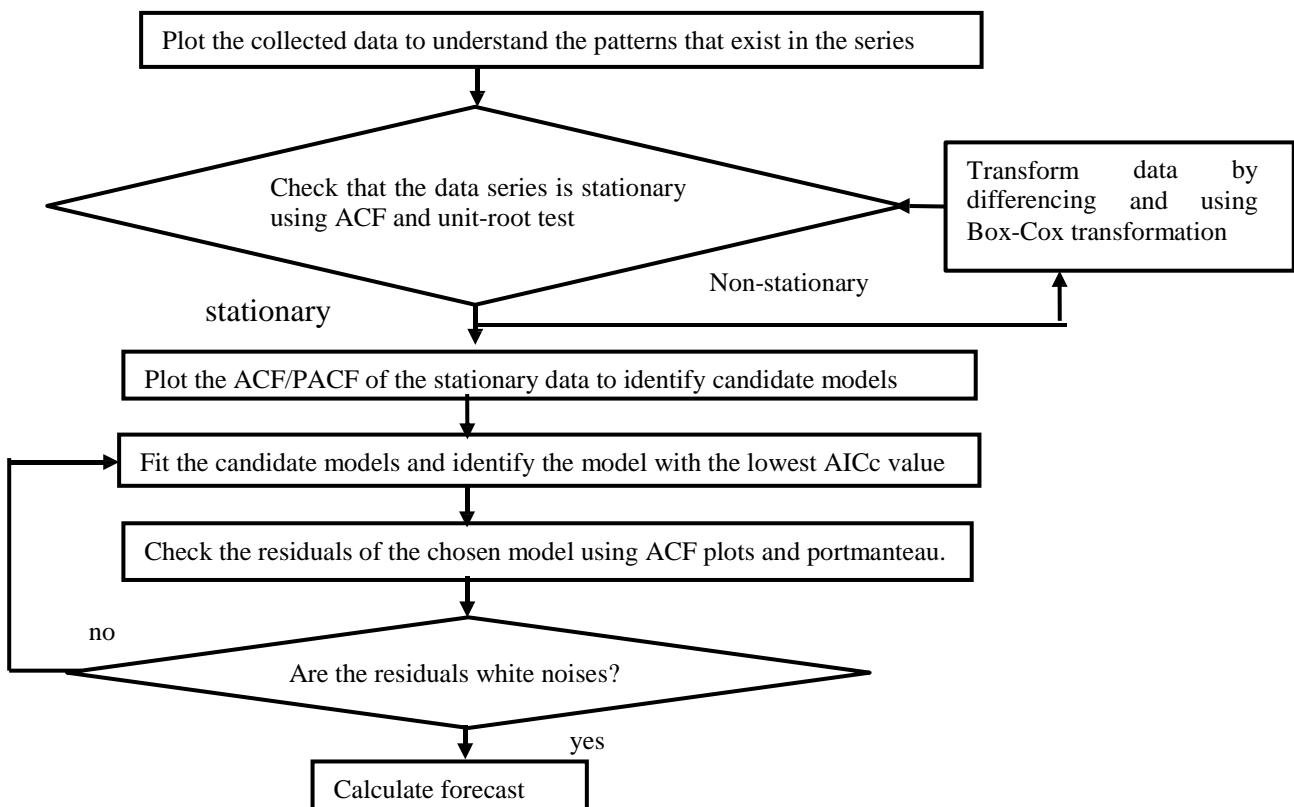 Plot the collected data to understand the patterns that exist in the series
Check that the data series is stationary
using ACF and unit-root test
Transform data by
differencing and using
Box-Cox transformation
Non-stationary
stationary
Plot the ACF/PACF of the stationary data to identify candidate models
Fit the candidate models and identify the model with the lowest AICc value
Check the residuals of the chosen model using ACF plots and portmanteau.
no
Are the residuals white noises?
yes
Calculate forecast